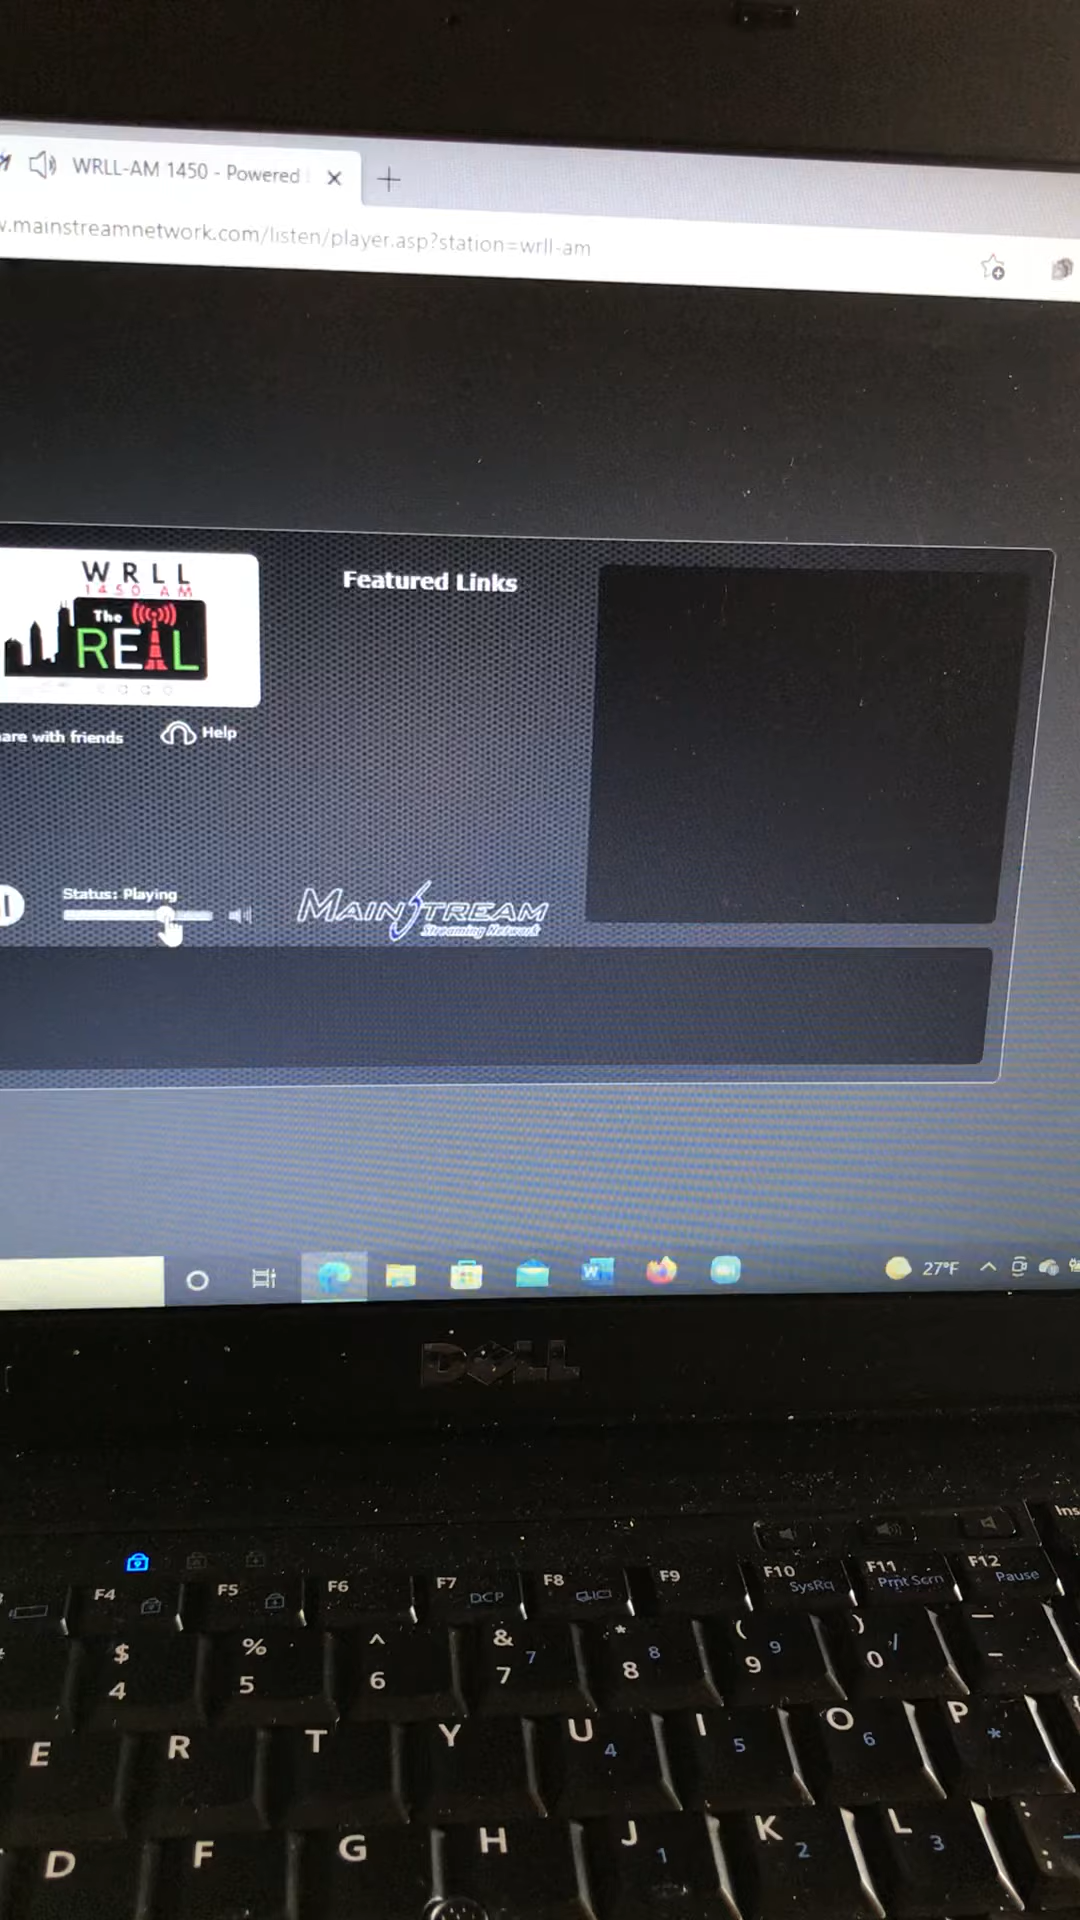 WRLL-AM 1450 - Powered
w.mainstreamnetwork.com/listen/player.asp?station=wrll-am
WRLL
1450 AM
The
REAL
Featured Links
are with friends
Help
Status: Playing
MAINSTREAM
Streaming Network
27°F
DELL
Ins
F4 F5 F6 F7 DCP F8 F9 F10 SysRq F11 Prnt Scrn F12 Pause
$ % ^ & * ( ) _
4 5 6 7 7 8 8 9 9 0 / -
E R T Y U 4 I 5 O 6 P *
D F G H J 1 K 2 L 3 : ;